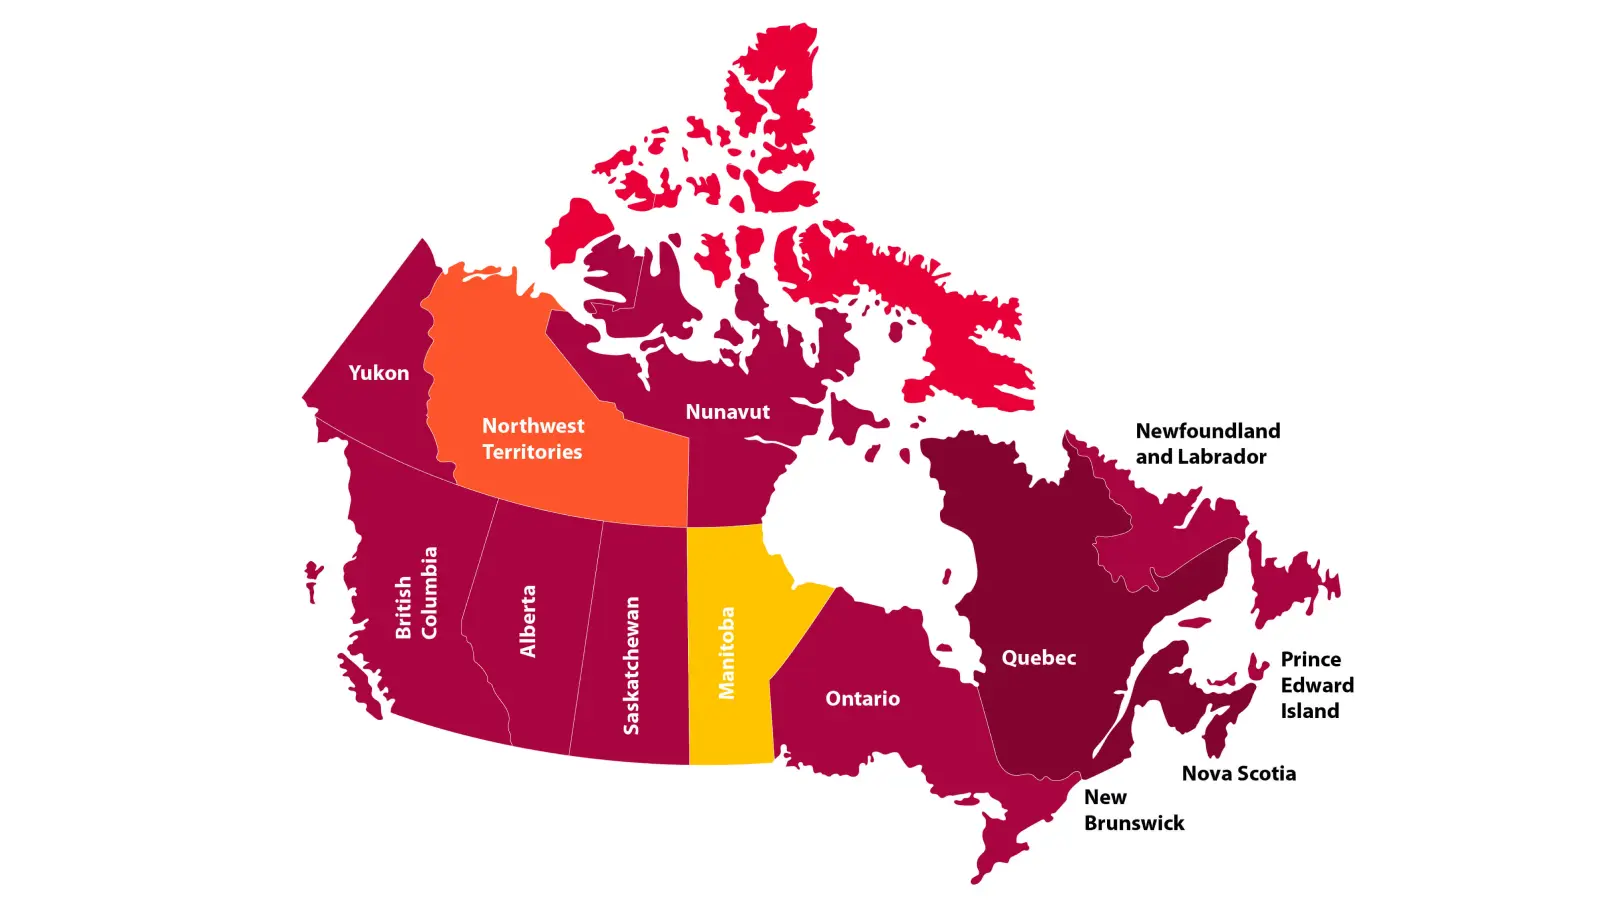 Yukon
Northwest
Territories
Nunavut
Newfoundland
and Labrador
British
Columbia
Alberta
Saskatchewan
Manitoba
Ontario
Quebec
Prince
Edward
Island
Nova Scotia
New
Brunswick